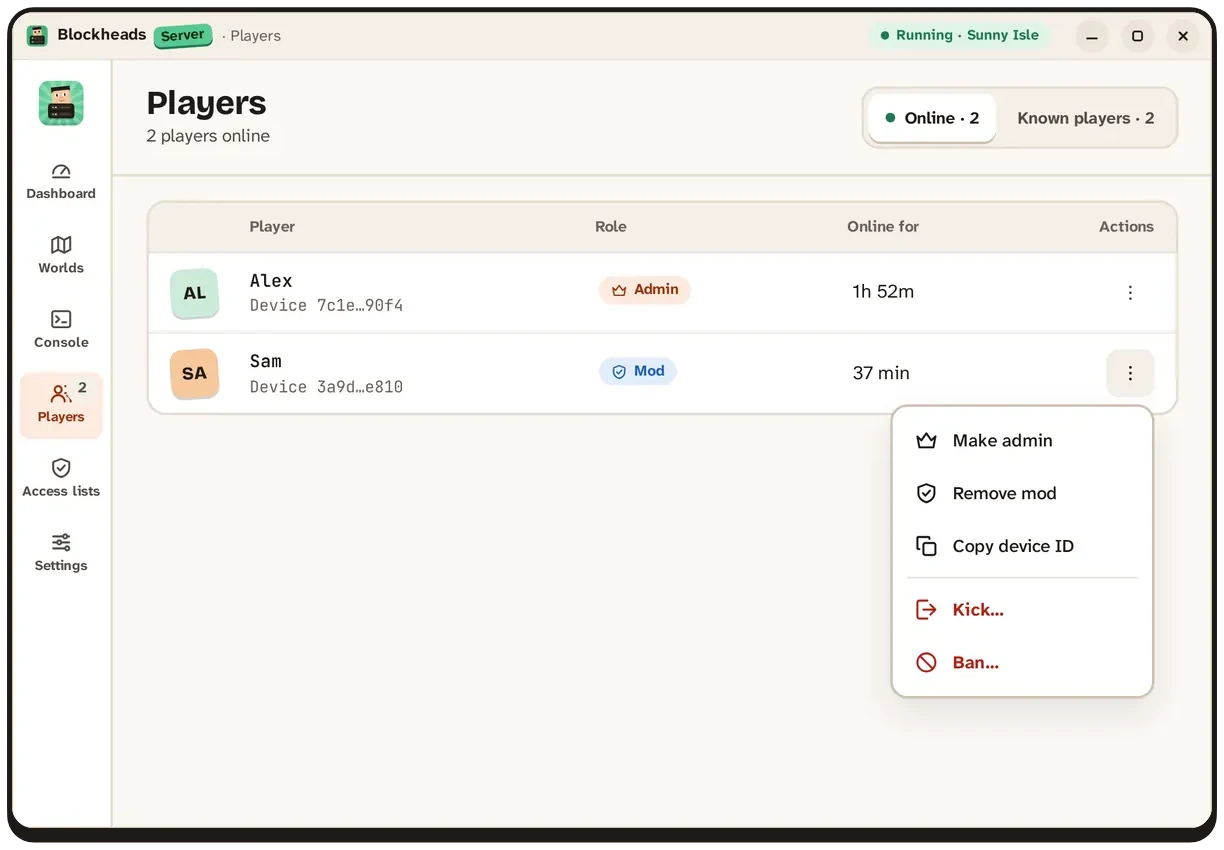 Blockheads Server · Players
Running · Sunny Isle
Players
2 players online
Online · 2
Known players · 2
Dashboard
Worlds
Console
2
Players
Access lists
Settings
Player Role Online for Actions
Alex
Device 7c1e…90f4
Admin
1h 52m
Sam
Device 3a9d…e810
Mod
37 min
AL
SA
Make admin
Remove mod
Copy device ID
Kick…
Ban…